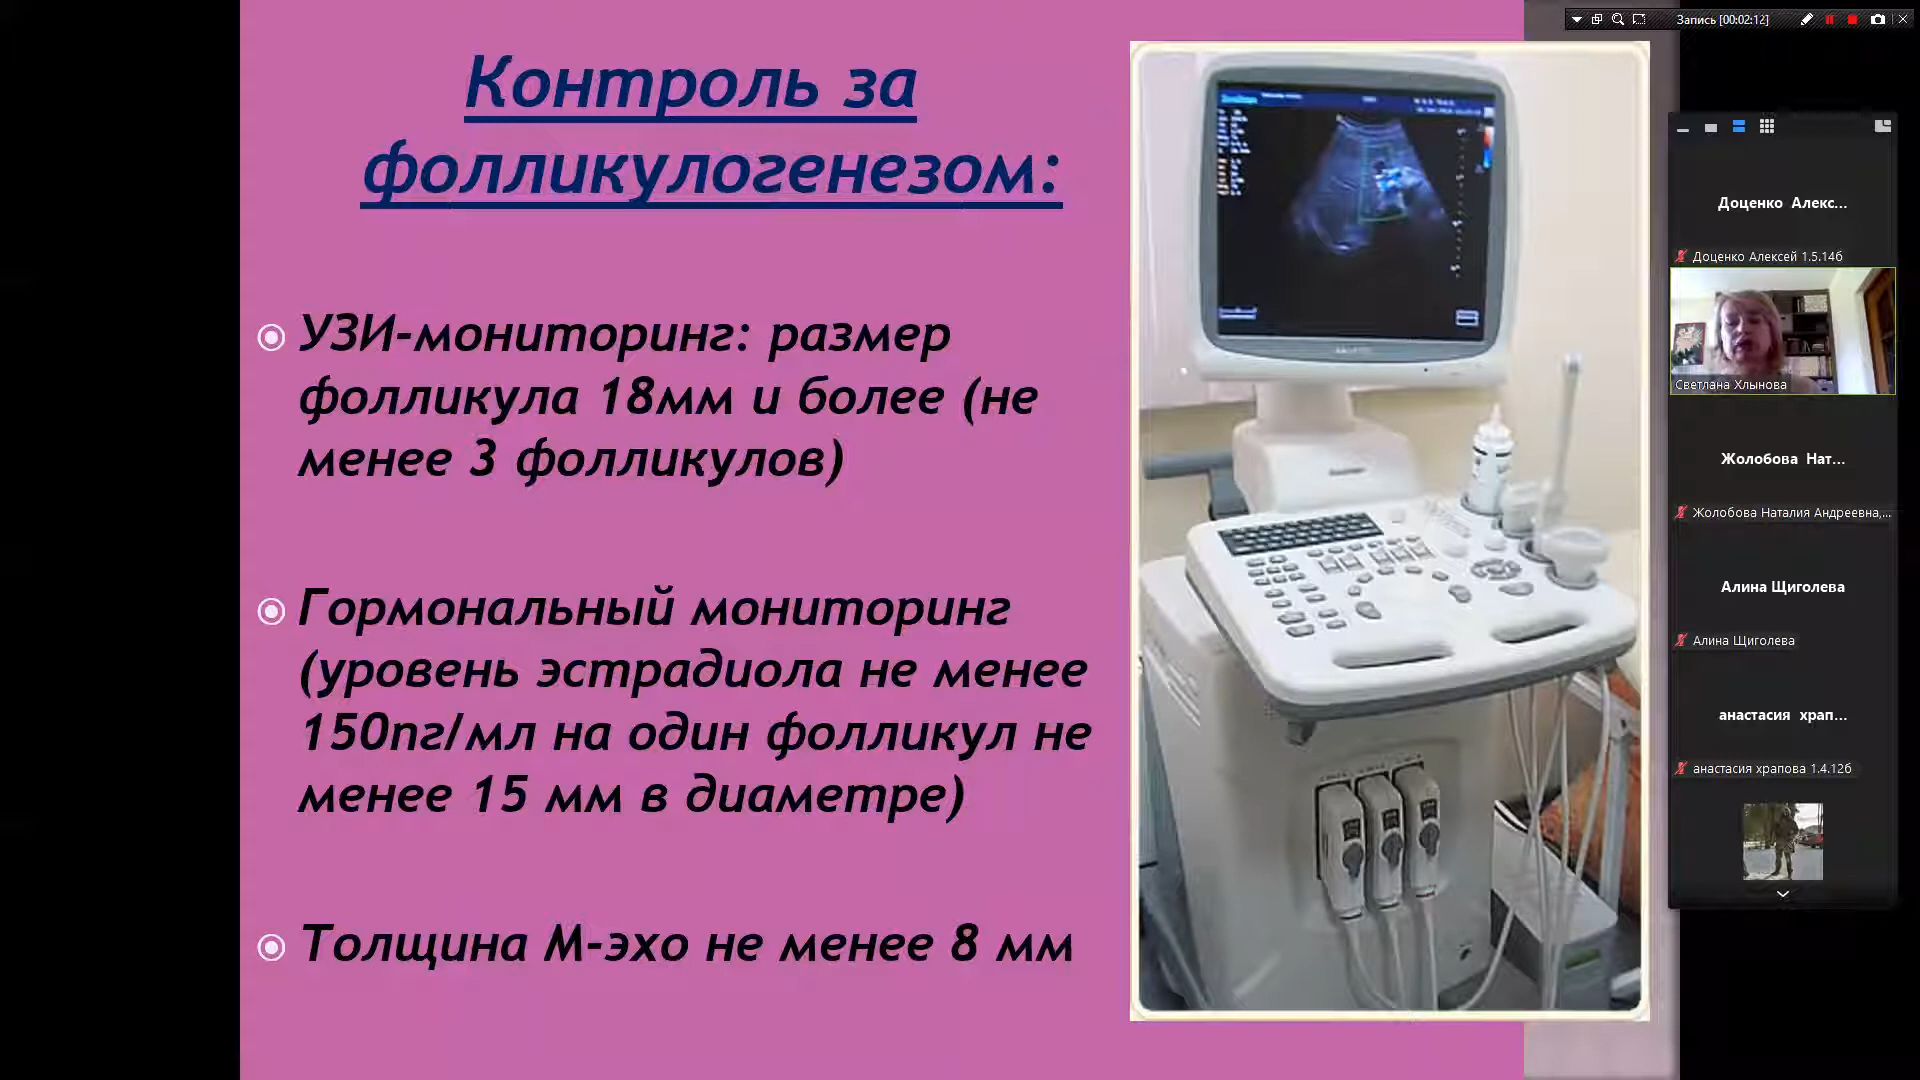 Контроль за
фолликулогенезом:
УЗИ-мониторинг: размер
фолликула 18мм и более (не
менее 3 фолликулов)
Гормональный мониторинг
(уровень эстрадиола не менее
150пг/мл на один фолликул не
менее 15 мм в диаметре)
Толщина М-эхо не менее 8 мм
Запись [00:02:12]
Доценко Алекс...
Доценко Алексей 1.5.14б
Светлана Хлынова
Жолобова Нат...
Жолобова Наталия Андреевна,...
Алина Щиголева
Алина Щиголева
анастасия храп...
анастасия храпова 1.4.12б